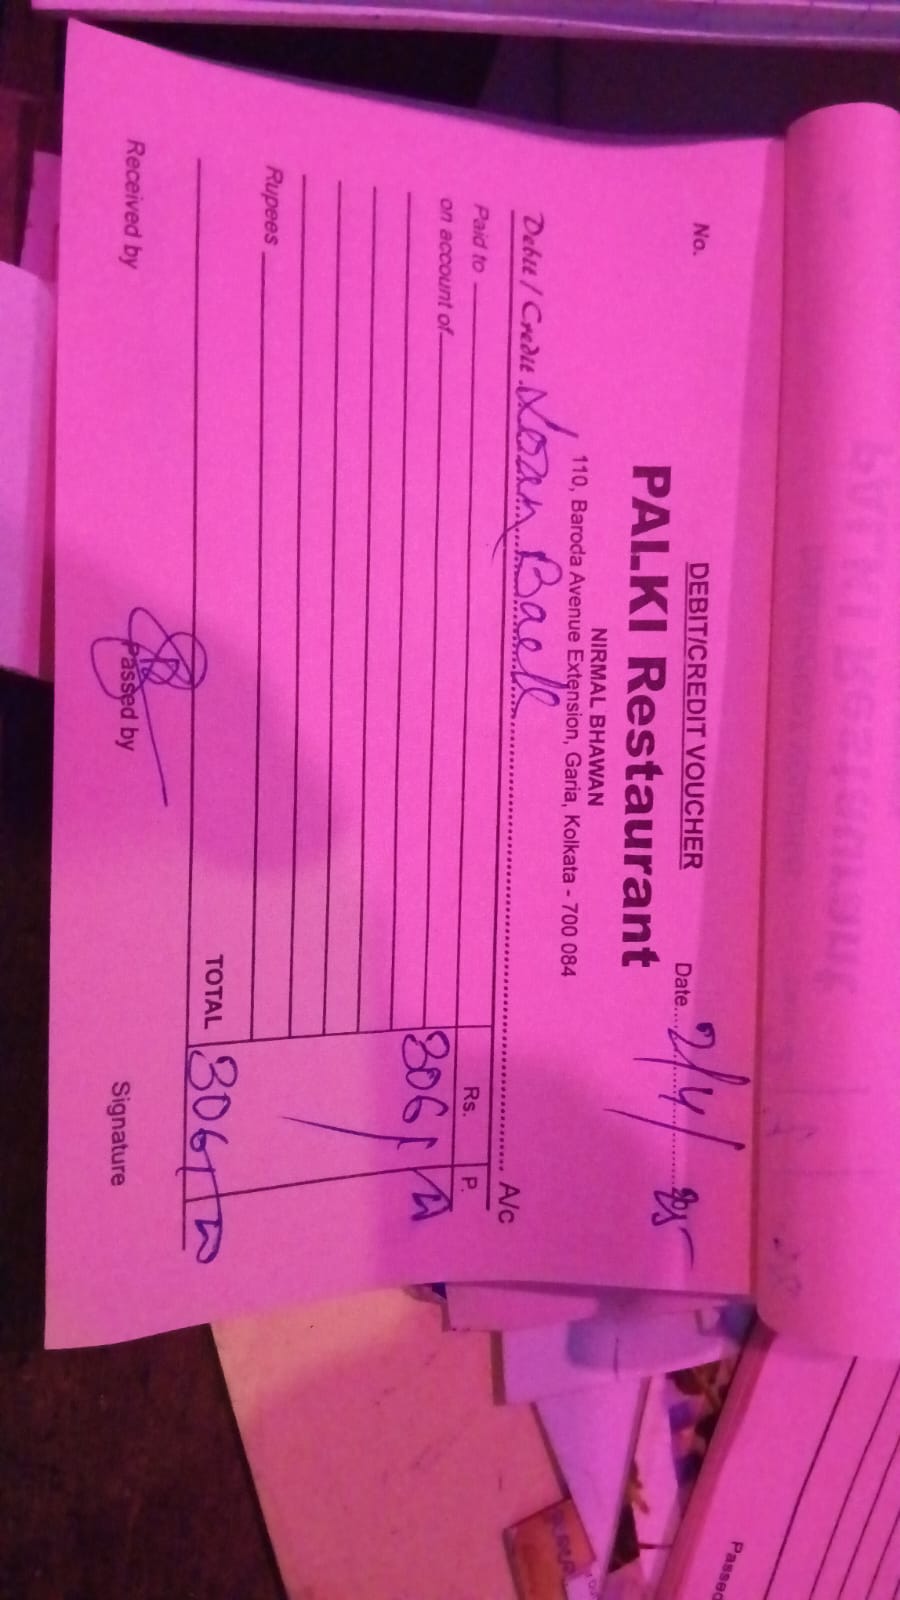 DEBIT/CREDIT VOUCHER
No.
Date 2/4/25
PALKI Restaurant
NIRMAL BHAWAN
110, Baroda Avenue Extension, Garia, Kolkata - 700 084
Debit / Credit Loan Back A/c
Paid to
Rs. P.
on account of
Rupees
TOTAL
Received by
Passed by
Signature
Passed